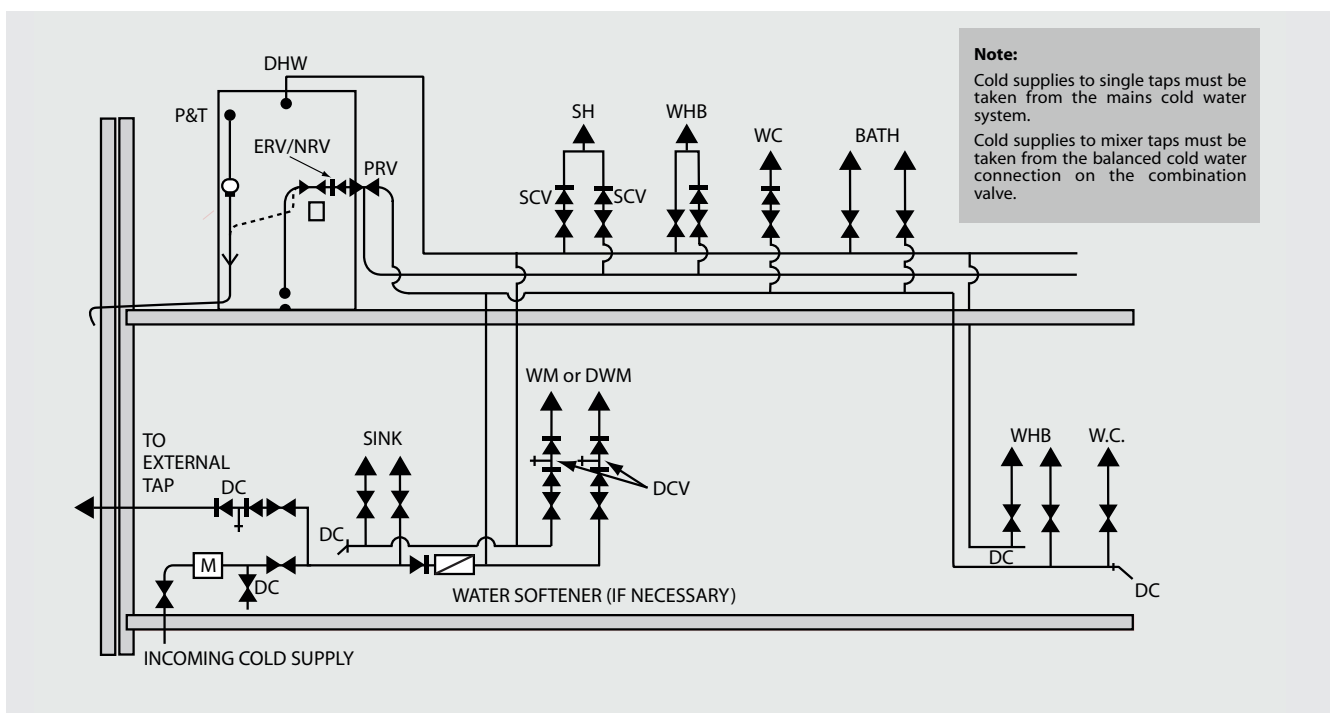 Note:
Cold supplies to single taps must be
taken from the mains cold water
system.
Cold supplies to mixer taps must be
taken from the balanced cold water
connection on the combination
valve.
DHW
P&T
ERV/NRV
PRV
SH
WHB
WC
BATH
SCV
SCV
WM or DWM
TO
EXTERNAL
TAP
SINK
WHB
W.C.
DC
DCV
DC
M
DC
DC
DC
WATER SOFTENER (IF NECESSARY)
INCOMING COLD SUPPLY